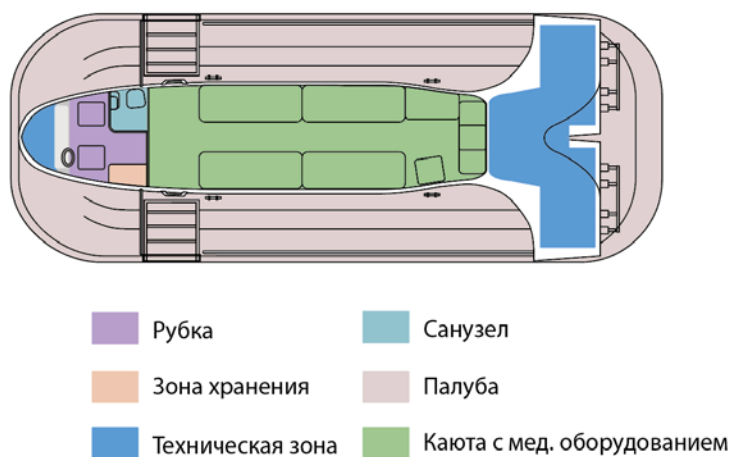 Рубка
Санузел
Зона хранения
Палуба
Техническая зона
Каюта с мед. оборудованием